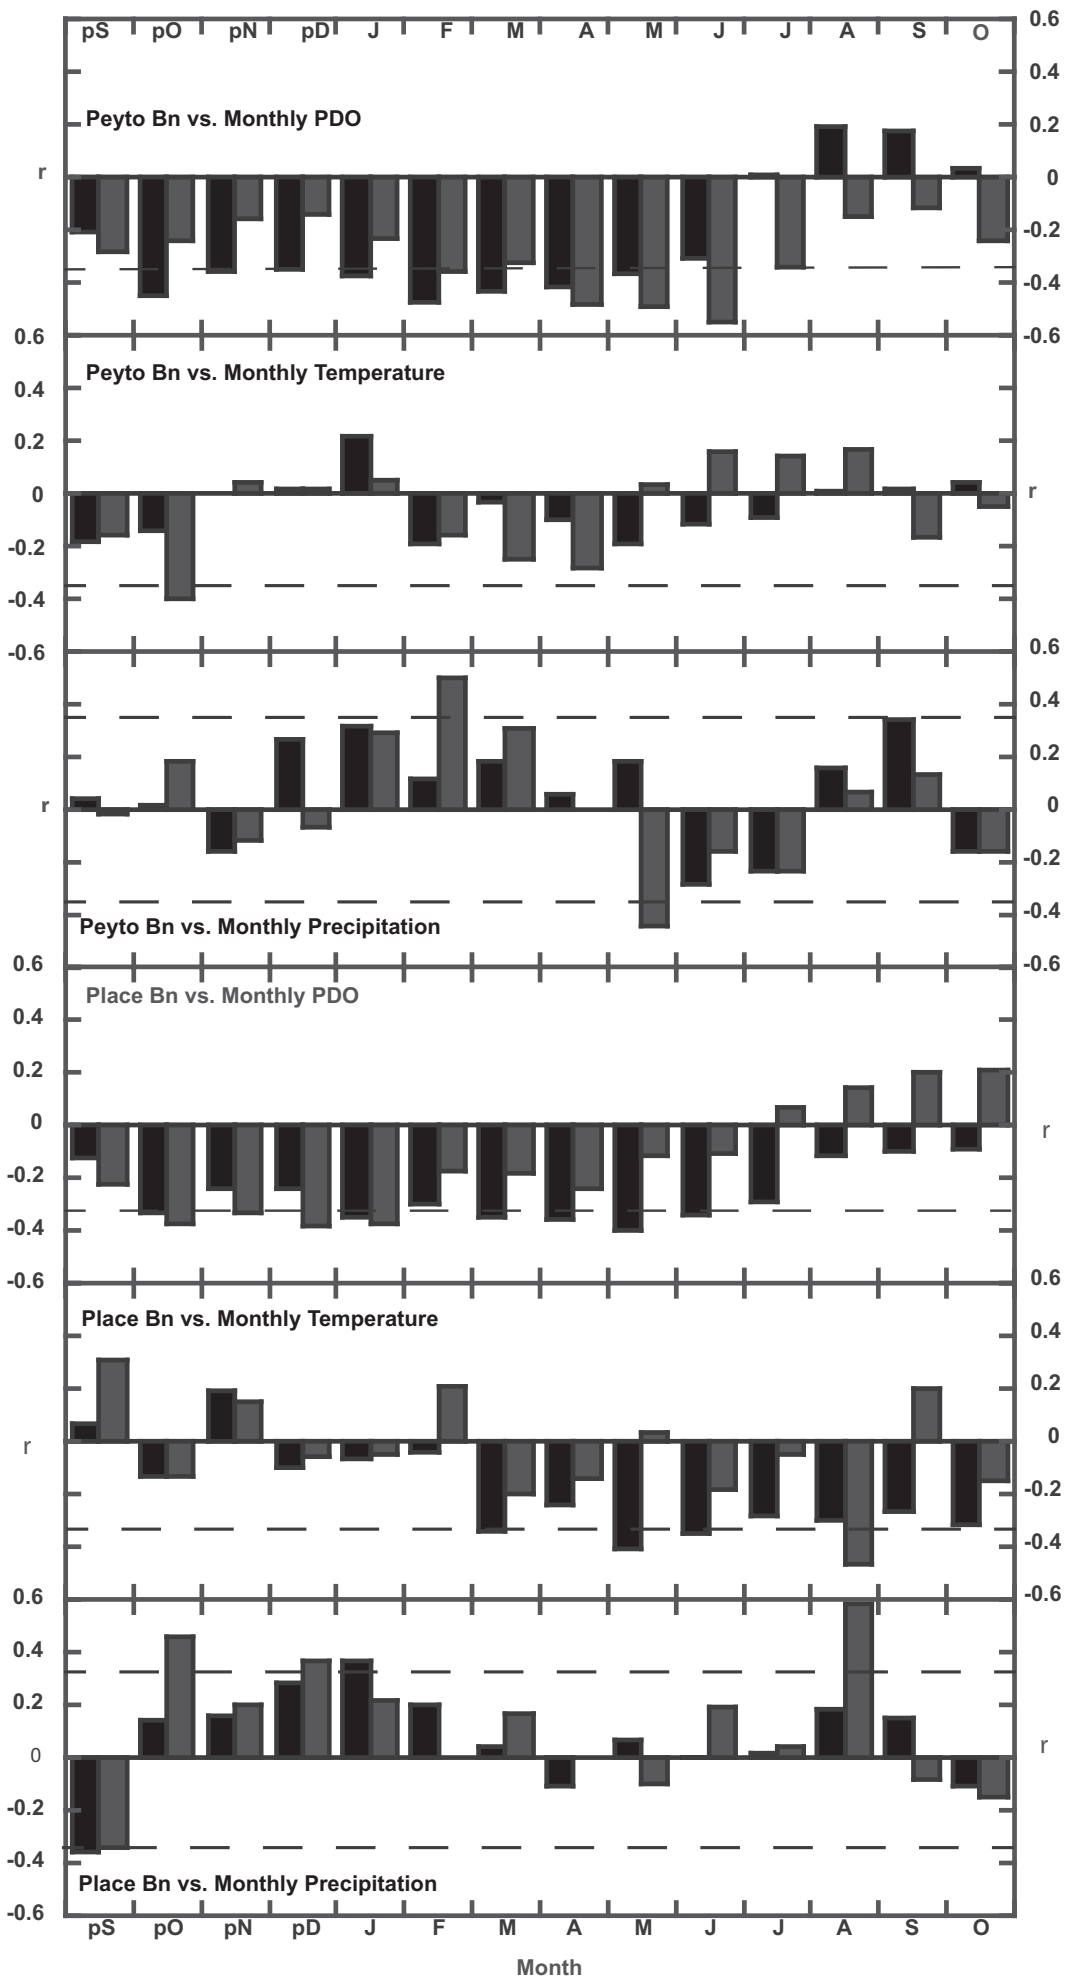 pS pO pN pD J F M A M J J A S O
0.6
0.4
Peyto Bn vs. Monthly PDO
0.2
r
0
-0.2
-0.4
0.6
-0.6
Peyto Bn vs. Monthly Temperature
0.4
0.2
0
r
-0.2
-0.4
-0.6
0.6
0.4
0.2
r
0
-0.2
-0.4
Peyto Bn vs. Monthly Precipitation
0.6
-0.6
Place Bn vs. Monthly PDO
0.4
0.2
0
r
-0.2
-0.4
-0.6
0.6
Place Bn vs. Monthly Temperature
0.4
0.2
0
r
-0.2
-0.4
0.6
-0.6
0.4
0.2
0
r
-0.2
-0.4
Place Bn vs. Monthly Precipitation
-0.6
pS pO pN pD J F M A M J J A S O
Month